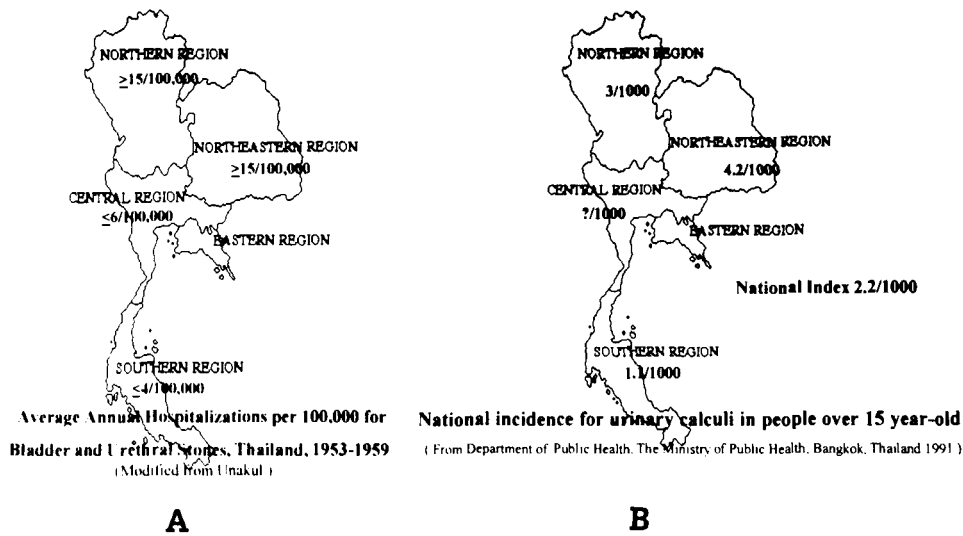 NORTHERN REGION
≥15/100,000
NORTHEASTERN REGION
≥15/100,000
CENTRAL REGION
≤6/100,000
EASTERN REGION
SOUTHERN REGION
≤4/100,000
Average Annual Hospitalizations per 100,000 for
Bladder and Urethral Stones, Thailand, 1953-1959
(Modified from Unakul)
A
NORTHERN REGION
3/1000
NORTHEASTERN REGION
4.2/1000
CENTRAL REGION
?/1000
EASTERN REGION
National Index 2.2/1000
SOUTHERN REGION
1.1/1000
National incidence for urinary calculi in people over 15 year-old
( From Department of Public Health, The Ministry of Public Health, Bangkok, Thailand 1991 )
B